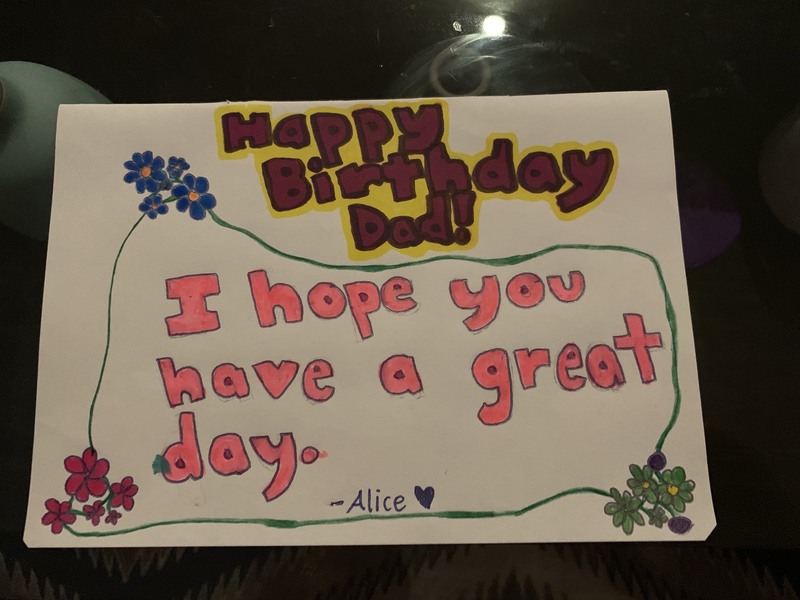 Happy
Birthday
Dad!
I hope you
have a great
day.
-Alice ♥